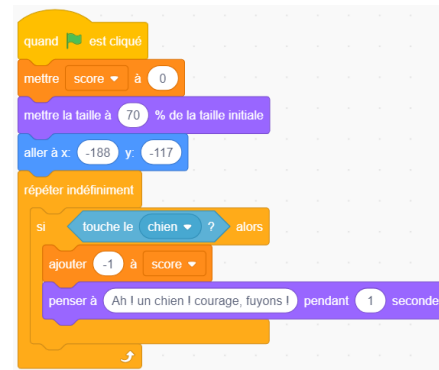 quand est cliqué
mettre score à 0
mettre la taille à 70 % de la taille initiale
aller à x: -188 y: -117
répéter indéfiniment
si touche le chien ? alors
ajouter -1 à score
penser à Ah ! un chien ! courage, fuyons ! pendant 1 seconde